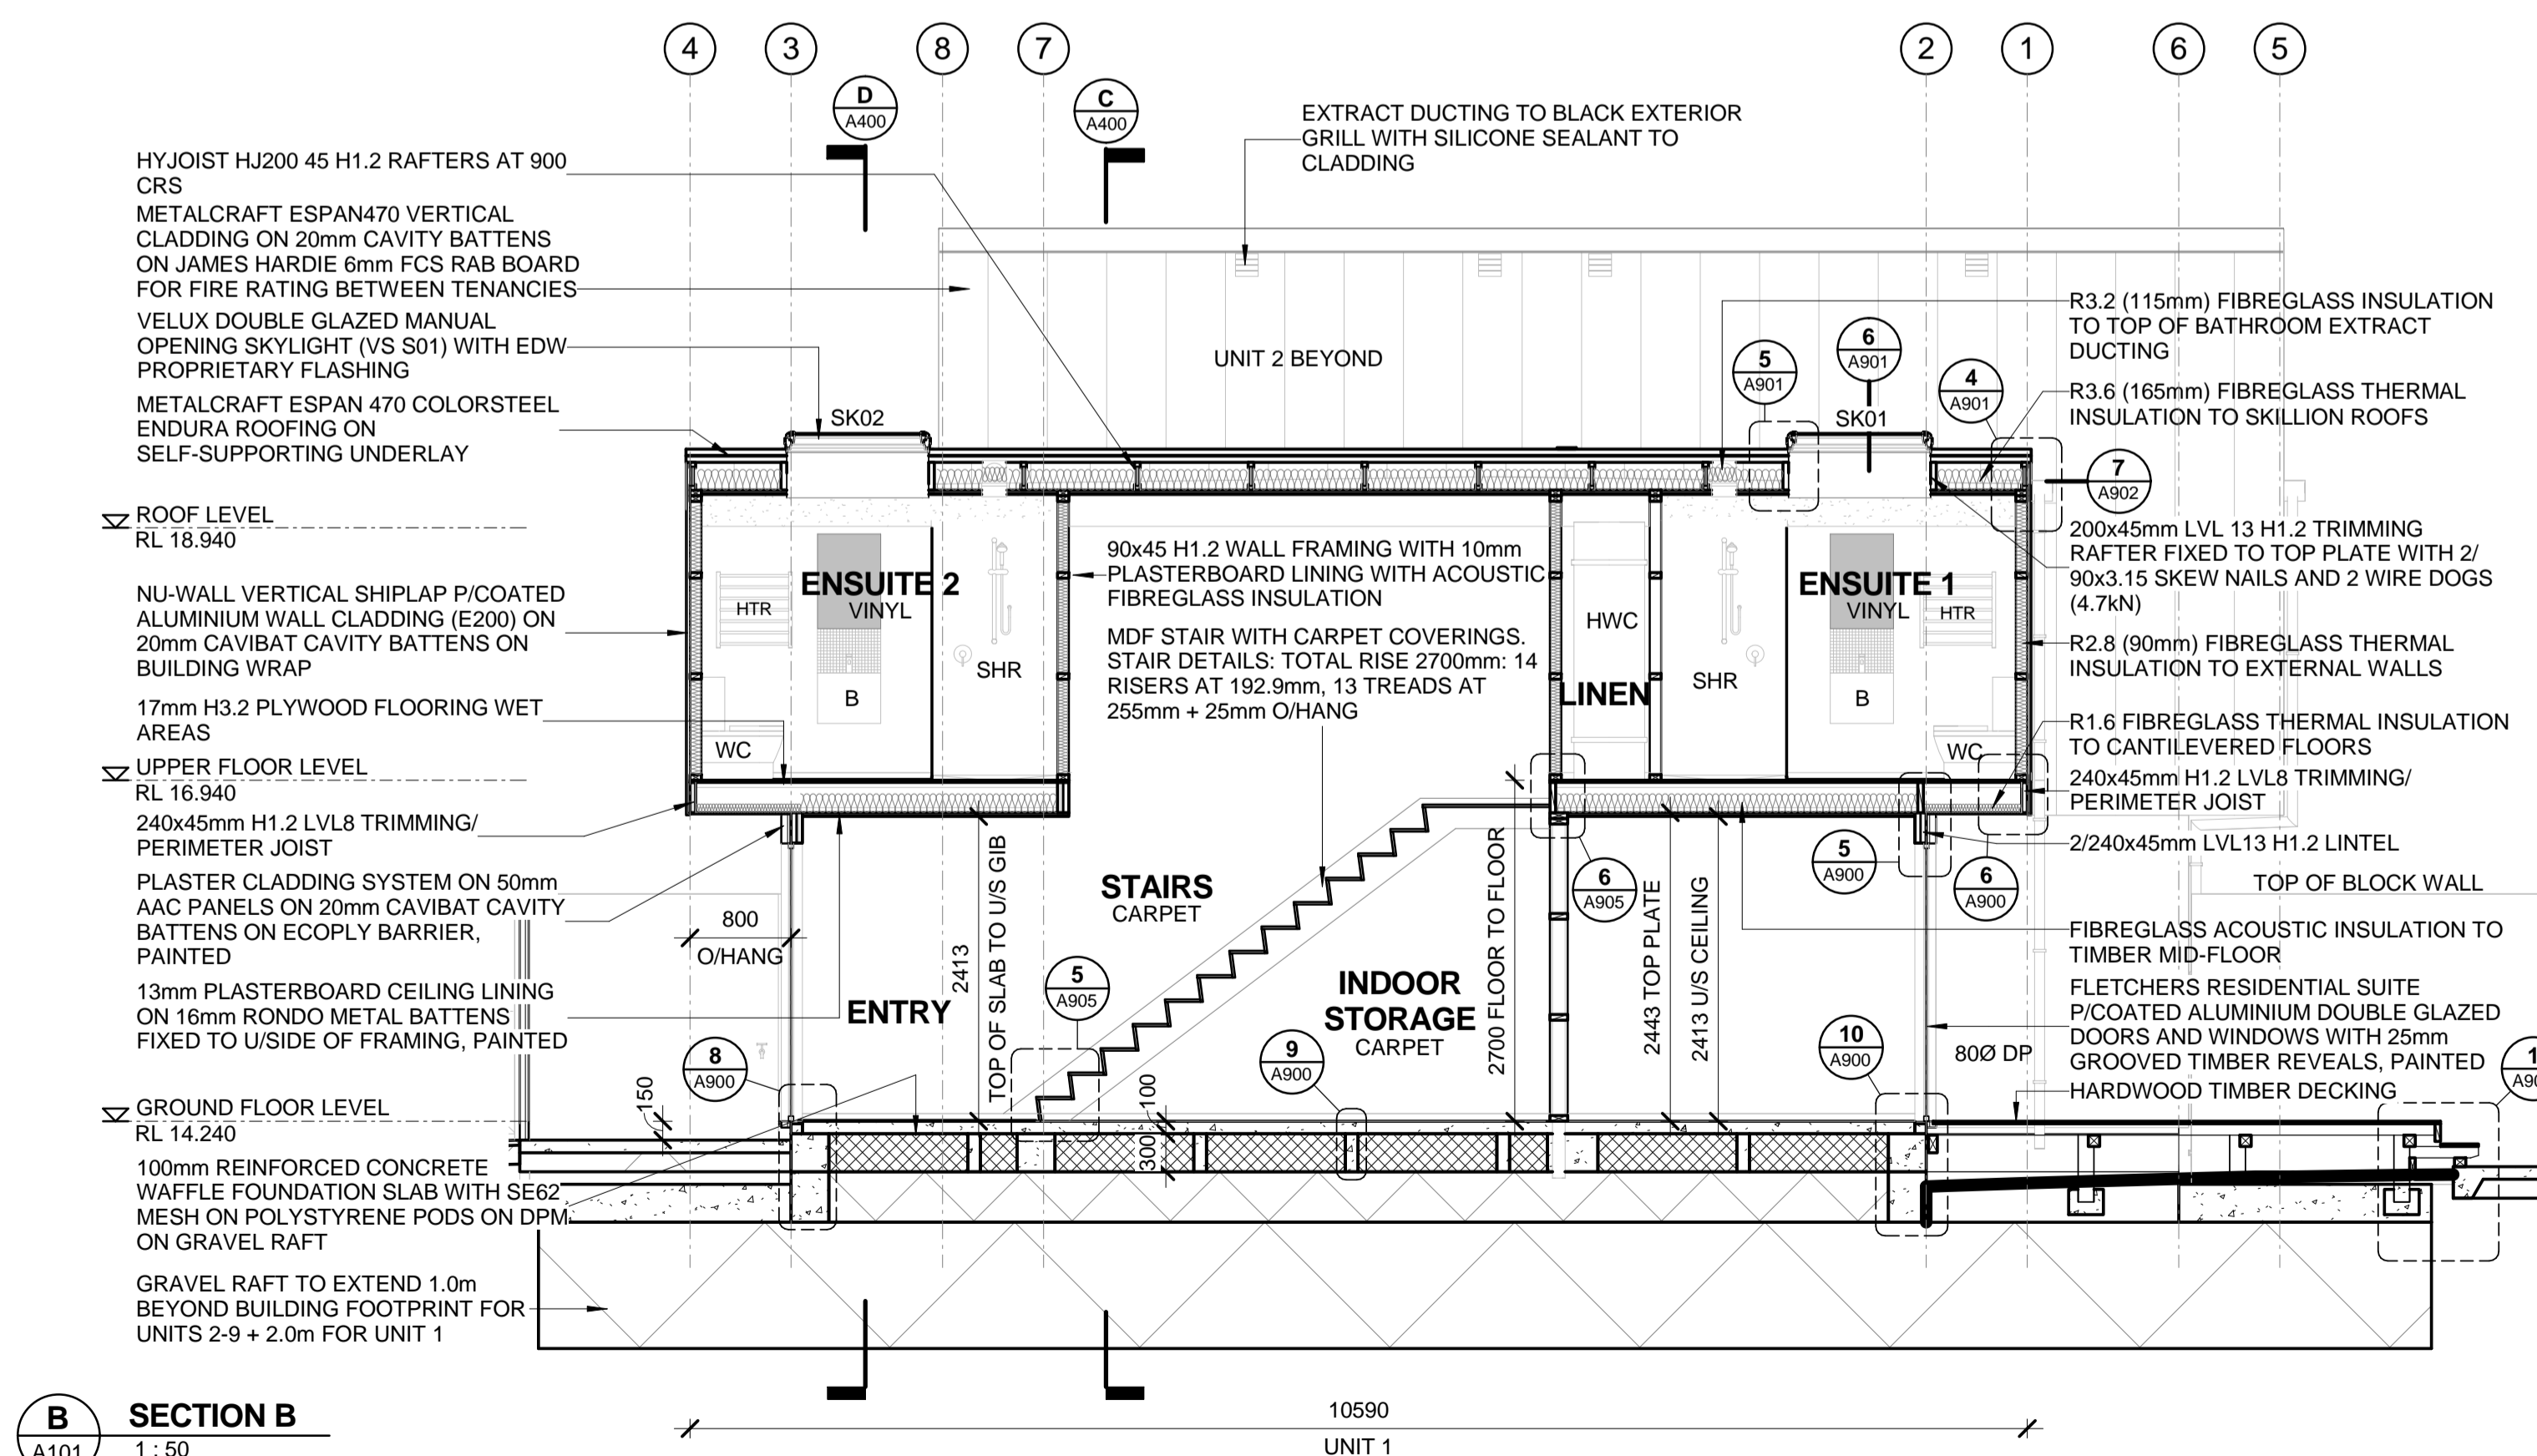 4
3
8
7
2
1
6
5
D
A400
C
A400
EXTRACT DUCTING TO BLACK EXTERIOR
GRILL WITH SILICONE SEALANT TO
CLADDING
HYJOIST HJ200 45 H1.2 RAFTERS AT 900
CRS
METALCRAFT ESPAN470 VERTICAL
CLADDING ON 20mm CAVITY BATTENS
ON JAMES HARDIE 6mm FCS RAB BOARD
FOR FIRE RATING BETWEEN TENANCIES
VELUX DOUBLE GLAZED MANUAL
OPENING SKYLIGHT (VS S01) WITH EDW
PROPRIETARY FLASHING
METALCRAFT ESPAN 470 COLORSTEEL
ENDURA ROOFING ON
SELF-SUPPORTING UNDERLAY
ROOF LEVEL
RL 18.940
NU-WALL VERTICAL SHIPLAP P/COATED
ALUMINIUM WALL CLADDING (E200) ON
20mm CAVIBAT CAVITY BATTENS ON
BUILDING WRAP
17mm H3.2 PLYWOOD FLOORING WET
AREAS
UPPER FLOOR LEVEL
RL 16.940
240x45mm H1.2 LVL8 TRIMMING/
PERIMETER JOIST
PLASTER CLADDING SYSTEM ON 50mm
AAC PANELS ON 20mm CAVIBAT CAVITY
BATTENS ON ECOPLY BARRIER,
PAINTED
13mm PLASTERBOARD CEILING LINING
ON 16mm RONDO METAL BATTENS
FIXED TO U/SIDE OF FRAMING, PAINTED
GROUND FLOOR LEVEL
RL 14.240
100mm REINFORCED CONCRETE
WAFFLE FOUNDATION SLAB WITH SE62
MESH ON POLYSTYRENE PODS ON DPM
ON GRAVEL RAFT
GRAVEL RAFT TO EXTEND 1.0m
BEYOND BUILDING FOOTPRINT FOR
UNITS 2-9 + 2.0m FOR UNIT 1
UNIT 2 BEYOND
5
A901
6
A901
4
A901
7
A902
SK02
SK01
ENSUITE 2
VINYL
HTR
SHR
B
WC
90x45 H1.2 WALL FRAMING WITH 10mm
PLASTERBOARD LINING WITH ACOUSTIC
FIBREGLASS INSULATION
MDF STAIR WITH CARPET COVERINGS.
STAIR DETAILS: TOTAL RISE 2700mm: 14
RISERS AT 192.9mm, 13 TREADS AT
255mm + 25mm O/HANG
HWC
LINEN
SHR
ENSUITE 1
VINYL
HTR
B
WC
R3.2 (115mm) FIBREGLASS INSULATION
TO TOP OF BATHROOM EXTRACT
DUCTING
R3.6 (165mm) FIBREGLASS THERMAL
INSULATION TO SKILLION ROOFS
200x45mm LVL 13 H1.2 TRIMMING
RAFTER FIXED TO TOP PLATE WITH 2/
90x3.15 SKEW NAILS AND 2 WIRE DOGS
(4.7kN)
R2.8 (90mm) FIBREGLASS THERMAL
INSULATION TO EXTERNAL WALLS
R1.6 FIBREGLASS THERMAL INSULATION
TO CANTILEVERED FLOORS
240x45mm H1.2 LVL8 TRIMMING/
PERIMETER JOIST
2/240x45mm LVL13 H1.2 LINTEL
TOP OF BLOCK WALL
FIBREGLASS ACOUSTIC INSULATION TO
TIMBER MID-FLOOR
FLETCHERS RESIDENTIAL SUITE
P/COATED ALUMINIUM DOUBLE GLAZED
DOORS AND WINDOWS WITH 25mm
GROOVED TIMBER REVEALS, PAINTED
HARDWOOD TIMBER DECKING
800
O/HANG
ENTRY
2413
TOP OF SLAB TO U/S GIB
STAIRS
CARPET
INDOOR
STORAGE
CARPET
2700 FLOOR TO FLOOR
2443 TOP PLATE
2413 U/S CEILING
80Ø DP
6
A905
5
A900
6
A900
5
A905
8
A900
9
A900
10
A900
150
100
300
10590
UNIT 1
B
A101
SECTION B
1 : 50